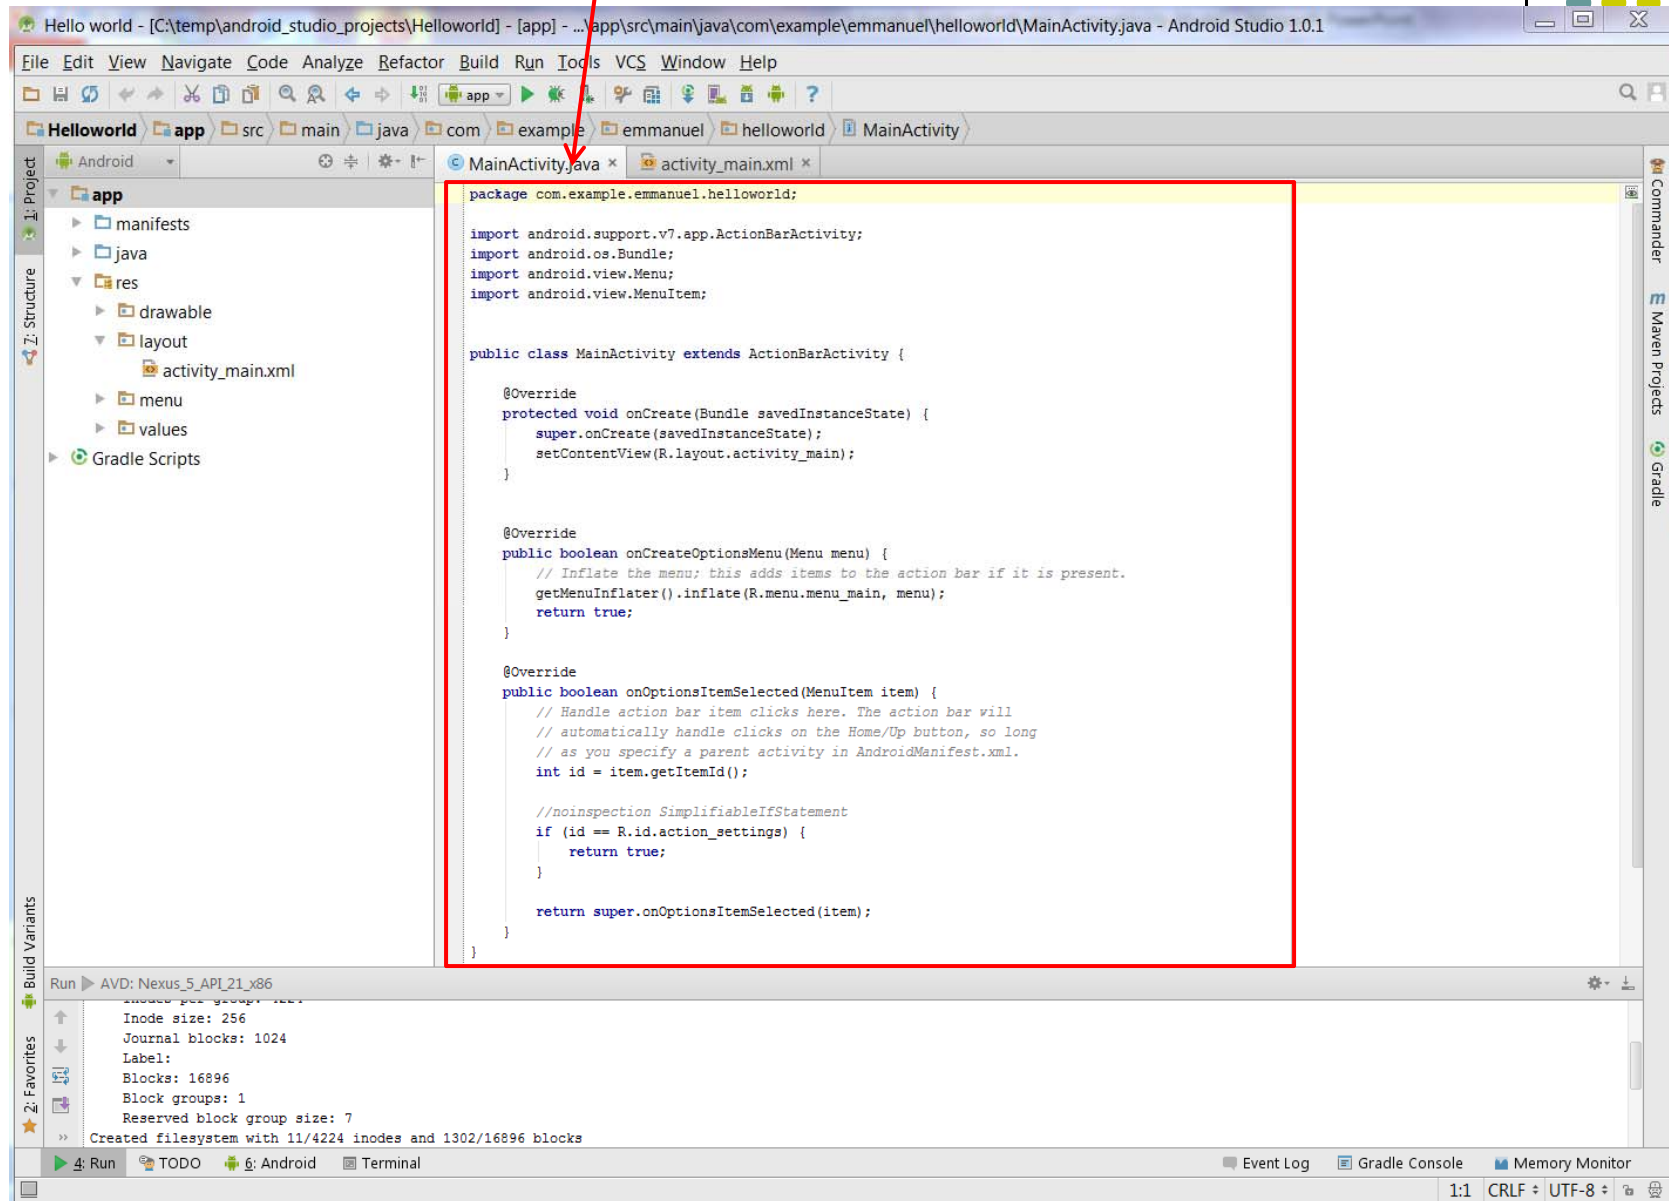 Hello world - [C:\temp\android_studio_projects\Helloworld] - [app] - ...\app\src\main\java\com\example\emmanuel\helloworld\MainActivity.java - Android Studio 1.0.1
File Edit View Navigate Code Analyze Refactor Build Run Tools VCS Window Help
app
Helloworld app src main java com example emmanuel helloworld MainActivity
Android
MainActivity.java activity_main.xml
1: Project
7: Structure
Build Variants
2: Favorites
app
manifests
java
res
drawable
layout
activity_main.xml
menu
values
Gradle Scripts
package com.example.emmanuel.helloworld;
import android.support.v7.app.ActionBarActivity;
import android.os.Bundle;
import android.view.Menu;
import android.view.MenuItem;
public class MainActivity extends ActionBarActivity {
@Override
protected void onCreate(Bundle savedInstanceState) {
super.onCreate(savedInstanceState);
setContentView(R.layout.activity_main);
}
@Override
public boolean onCreateOptionsMenu(Menu menu) {
// Inflate the menu; this adds items to the action bar if it is present.
getMenuInflater().inflate(R.menu.menu_main, menu);
return true;
}
@Override
public boolean onOptionsItemSelected(MenuItem item) {
// Handle action bar item clicks here. The action bar will
// automatically handle clicks on the Home/Up button, so long
// as you specify a parent activity in AndroidManifest.xml.
int id = item.getItemId();
//noinspection SimplifiableIfStatement
if (id == R.id.action_settings) {
return true;
}
return super.onOptionsItemSelected(item);
}
}
Commander
m Maven Projects
Gradle
Run AVD: Nexus_5_API_21_x86
Inodes per group: 4224
Inode size: 256
Journal blocks: 1024
Label:
Blocks: 16896
Block groups: 1
Reserved block group size: 7
Created filesystem with 11/4224 inodes and 1302/16896 blocks
4: Run TODO 6: Android Terminal Event Log Gradle Console Memory Monitor
1:1 CRLF UTF-8